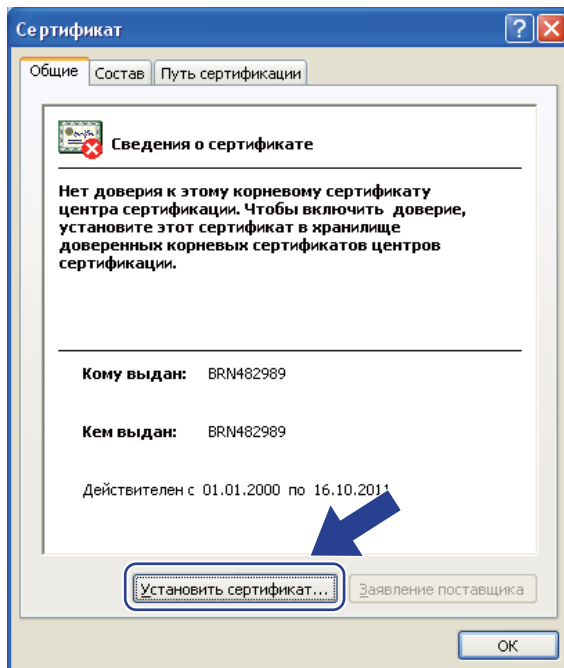 Сертификат
Общие Состав Путь сертификации
Сведения о сертификате
Нет доверия к этому корневому сертификату
центра сертификации. Чтобы включить доверие,
установите этот сертификат в хранилище
доверенных корневых сертификатов центров
сертификации.
Кому выдан: BRN482989
Кем выдан: BRN482989
Действителен с 01.01.2000 по 16.10.2011
Установить сертификат... Заявление поставщика
ОК